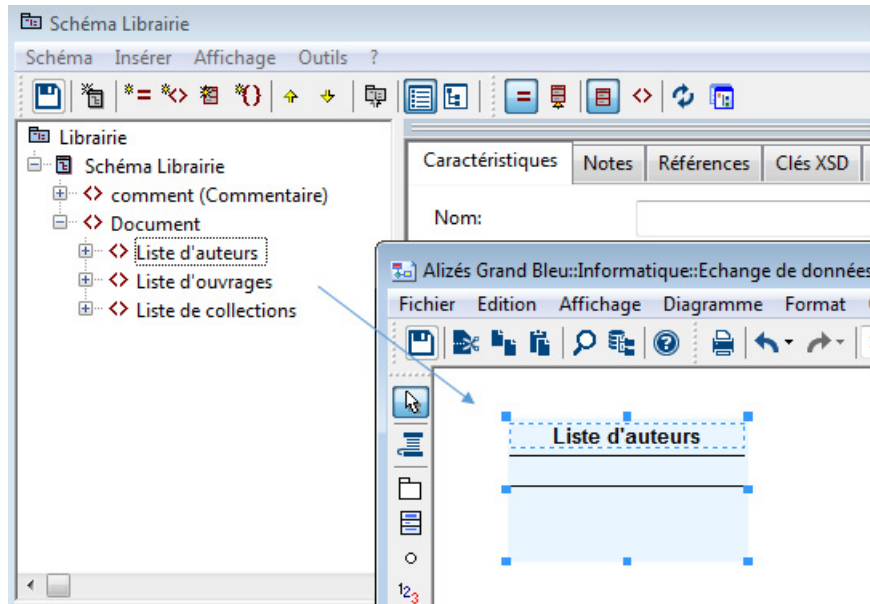 Schéma Librairie
Schéma Insérer Affichage Outils ?
Librairie
Schéma Librairie
comment (Commentaire)
Document
Liste d'auteurs
Liste d'ouvrages
Liste de collections
Caractéristiques Notes Références Clés XSD
Nom:
Alizés Grand Bleu::Informatique::Echange de données
Fichier Edition Affichage Diagramme Format
Liste d'auteurs
123